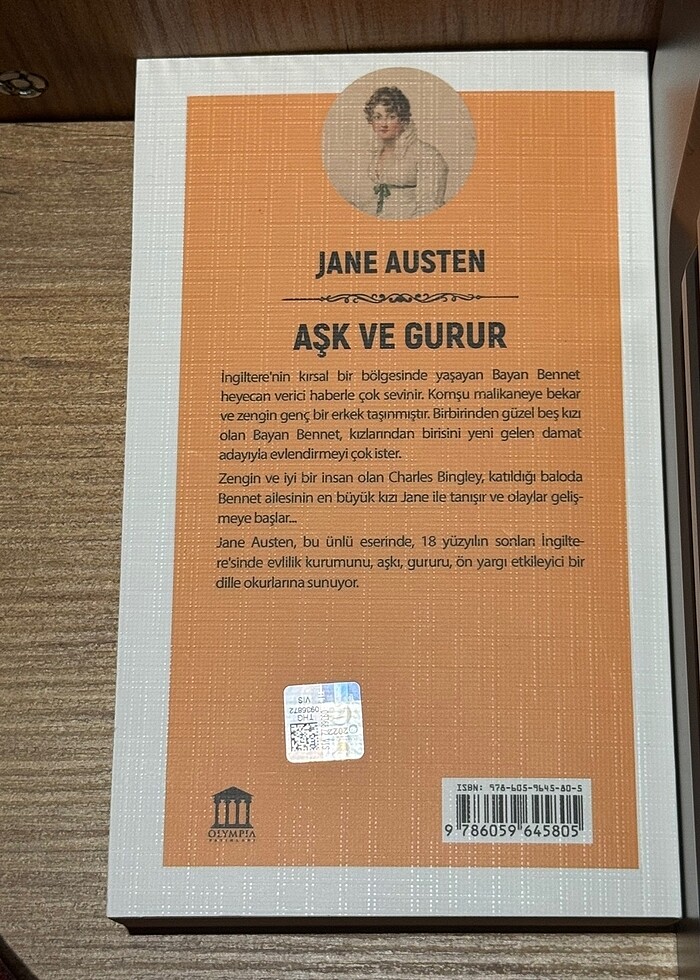 JANE AUSTEN
AŞK VE GURUR
İngiltere'nin kırsal bir bölgesinde yaşayan Bayan Bennet
heyecan verici haberle çok sevinir. Komşu malikaneye bekar
ve zengin genç bir erkek taşınmıştır. Birbirinden güzel beş kızı
olan Bayan Bennet, kızlarından birisini yeni gelen damat
adayıyla evlendirmeyi çok ister.
Zengin ve iyi bir insan olan Charles Bingley, katıldığı baloda
Bennet ailesinin en büyük kızı Jane ile tanışır ve olaylar geliş-
meye başlar...
Jane Austen, bu ünlü eserinde, 18 yüzyılın sonları İngilte-
re'sinde evlilik kurumunu, aşkı, gururu, ön yargı etkileyici bir
dille okurlarına sunuyor.
VIS
0936872
THG
OLYMPIA
YAYINLARI
ISBN: 978-605-9645-80-5
9 786059 645805